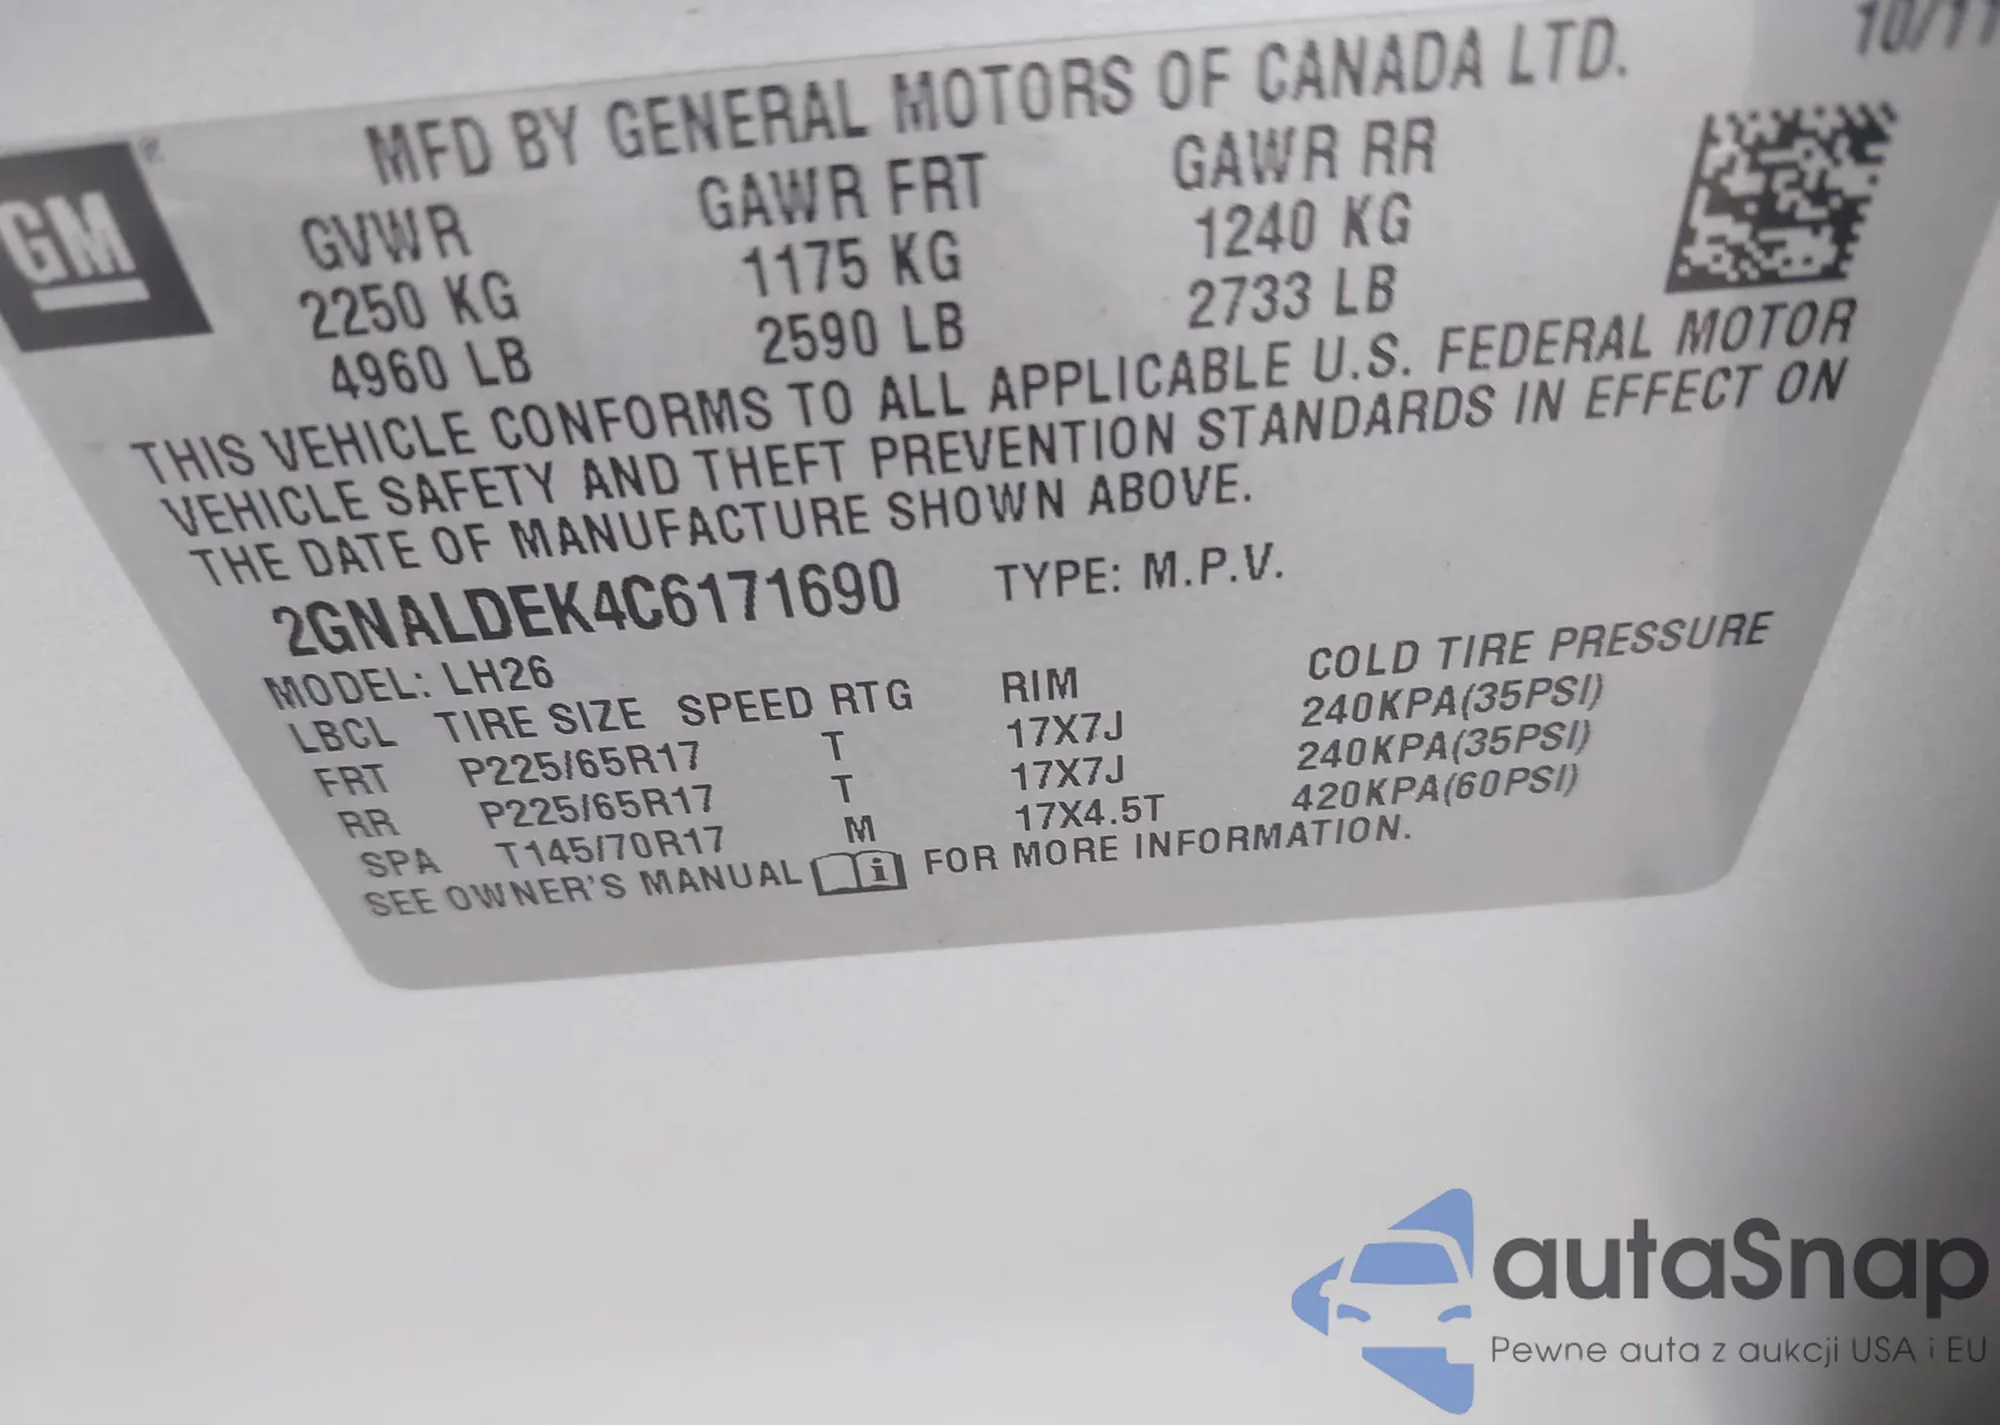 10/11
MFD BY GENERAL MOTORS OF CANADA LTD.
GM
GVWR GAWR FRT GAWR RR
2250 KG 1175 KG 1240 KG
4960 LB 2590 LB 2733 LB
THIS VEHICLE CONFORMS TO ALL APPLICABLE U.S. FEDERAL MOTOR
VEHICLE SAFETY AND THEFT PREVENTION STANDARDS IN EFFECT ON
THE DATE OF MANUFACTURE SHOWN ABOVE.
2GNALDEK4C6171690 TYPE: M.P.V.
MODEL: LH26
LBCL TIRE SIZE SPEED RTG RIM COLD TIRE PRESSURE
FRT P225/65R17 T 17X7J 240KPA(35PSI)
RR P225/65R17 T 17X7J 240KPA(35PSI)
SPA T145/70R17 M 17X4.5T 420KPA(60PSI)
SEE OWNER'S MANUAL i FOR MORE INFORMATION.
autaSnap
Pewne auta z aukcji USA i EU